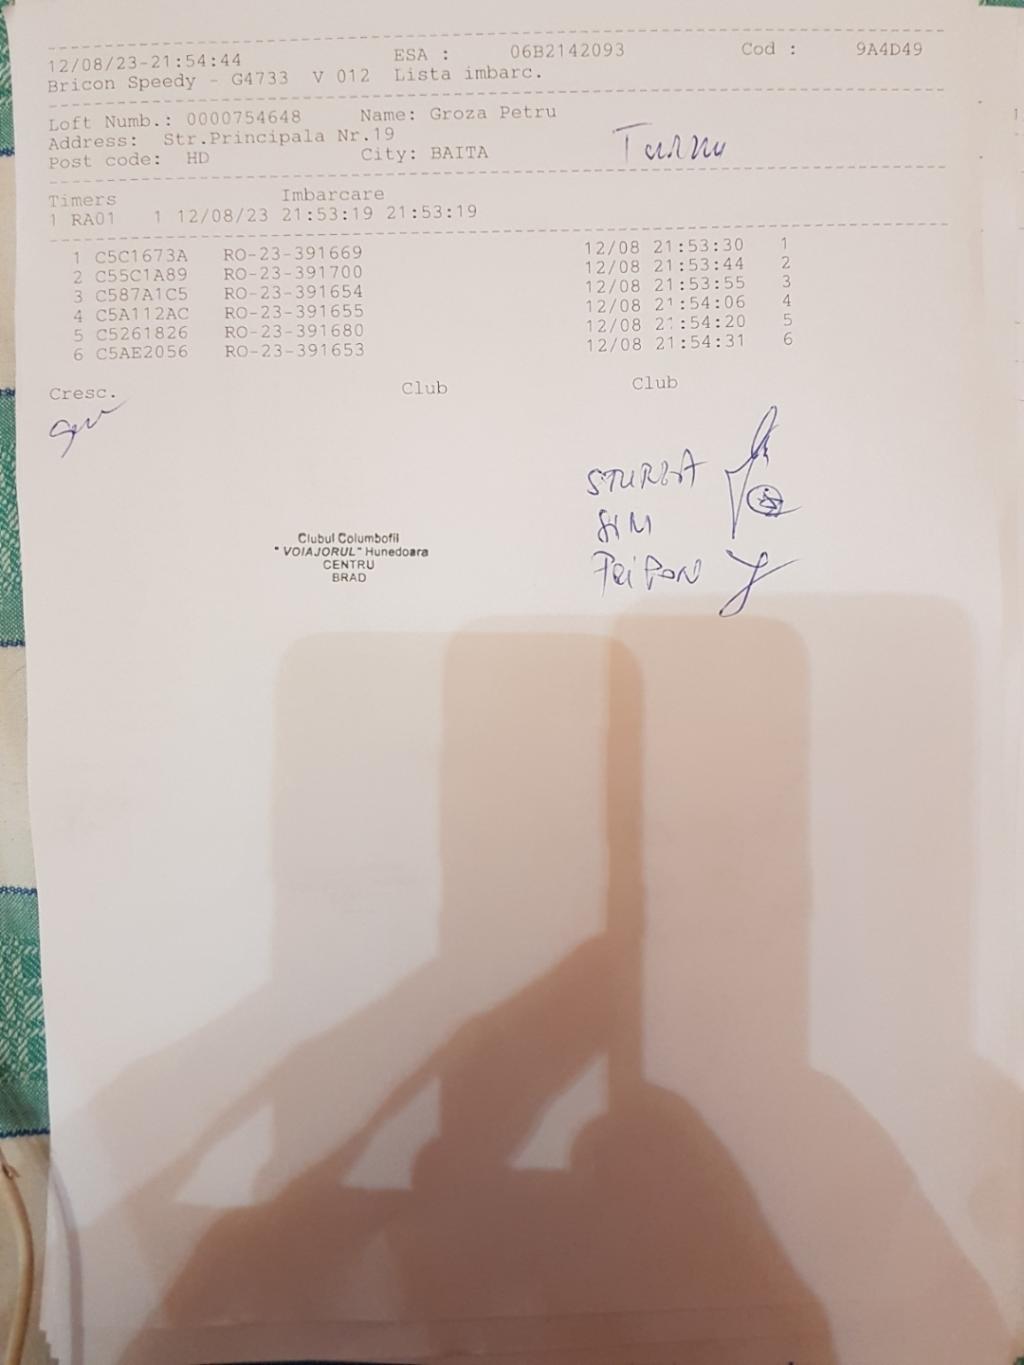 12/08/23-21:54:44 ESA : 06B2142093 Cod : 9A4D49
Bricon Speedy - G4733 V 012 Lista imbarc.
Loft Numb.: 0000754648 Name: Groza Petru
Address: Str.Principala Nr.19
Post code: HD City: BAITA
Timers Imbarcare
1 RA01 1 12/08/23 21:53:19 21:53:19
1 C5C1673A RO-23-391669 12/08 21:53:30 1
2 C55C1A89 RO-23-391700 12/08 21:53:44 2
3 C587A1C5 RO-23-391654 12/08 21:53:55 3
4 C5A112AC RO-23-391655 12/08 21:54:06 4
5 C5261826 RO-23-391680 12/08 21:54:20 5
6 C5AE2056 RO-23-391653 12/08 21:54:31 6
Cresc. Club Club
STURZA
SIM
Clubul Columbofil
"VOIAJORUL" Hunedoara
CENTRU
BRAD